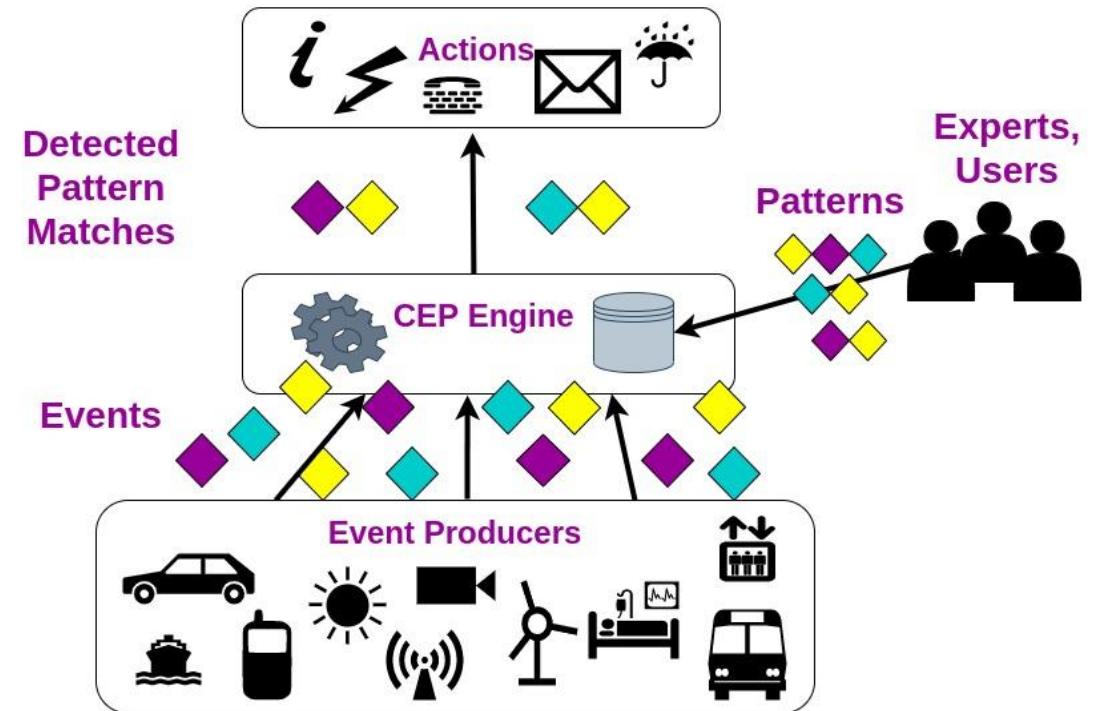 Actions
Detected
Pattern
Matches
Experts,
Users
Patterns
CEP Engine
Events
Event Producers